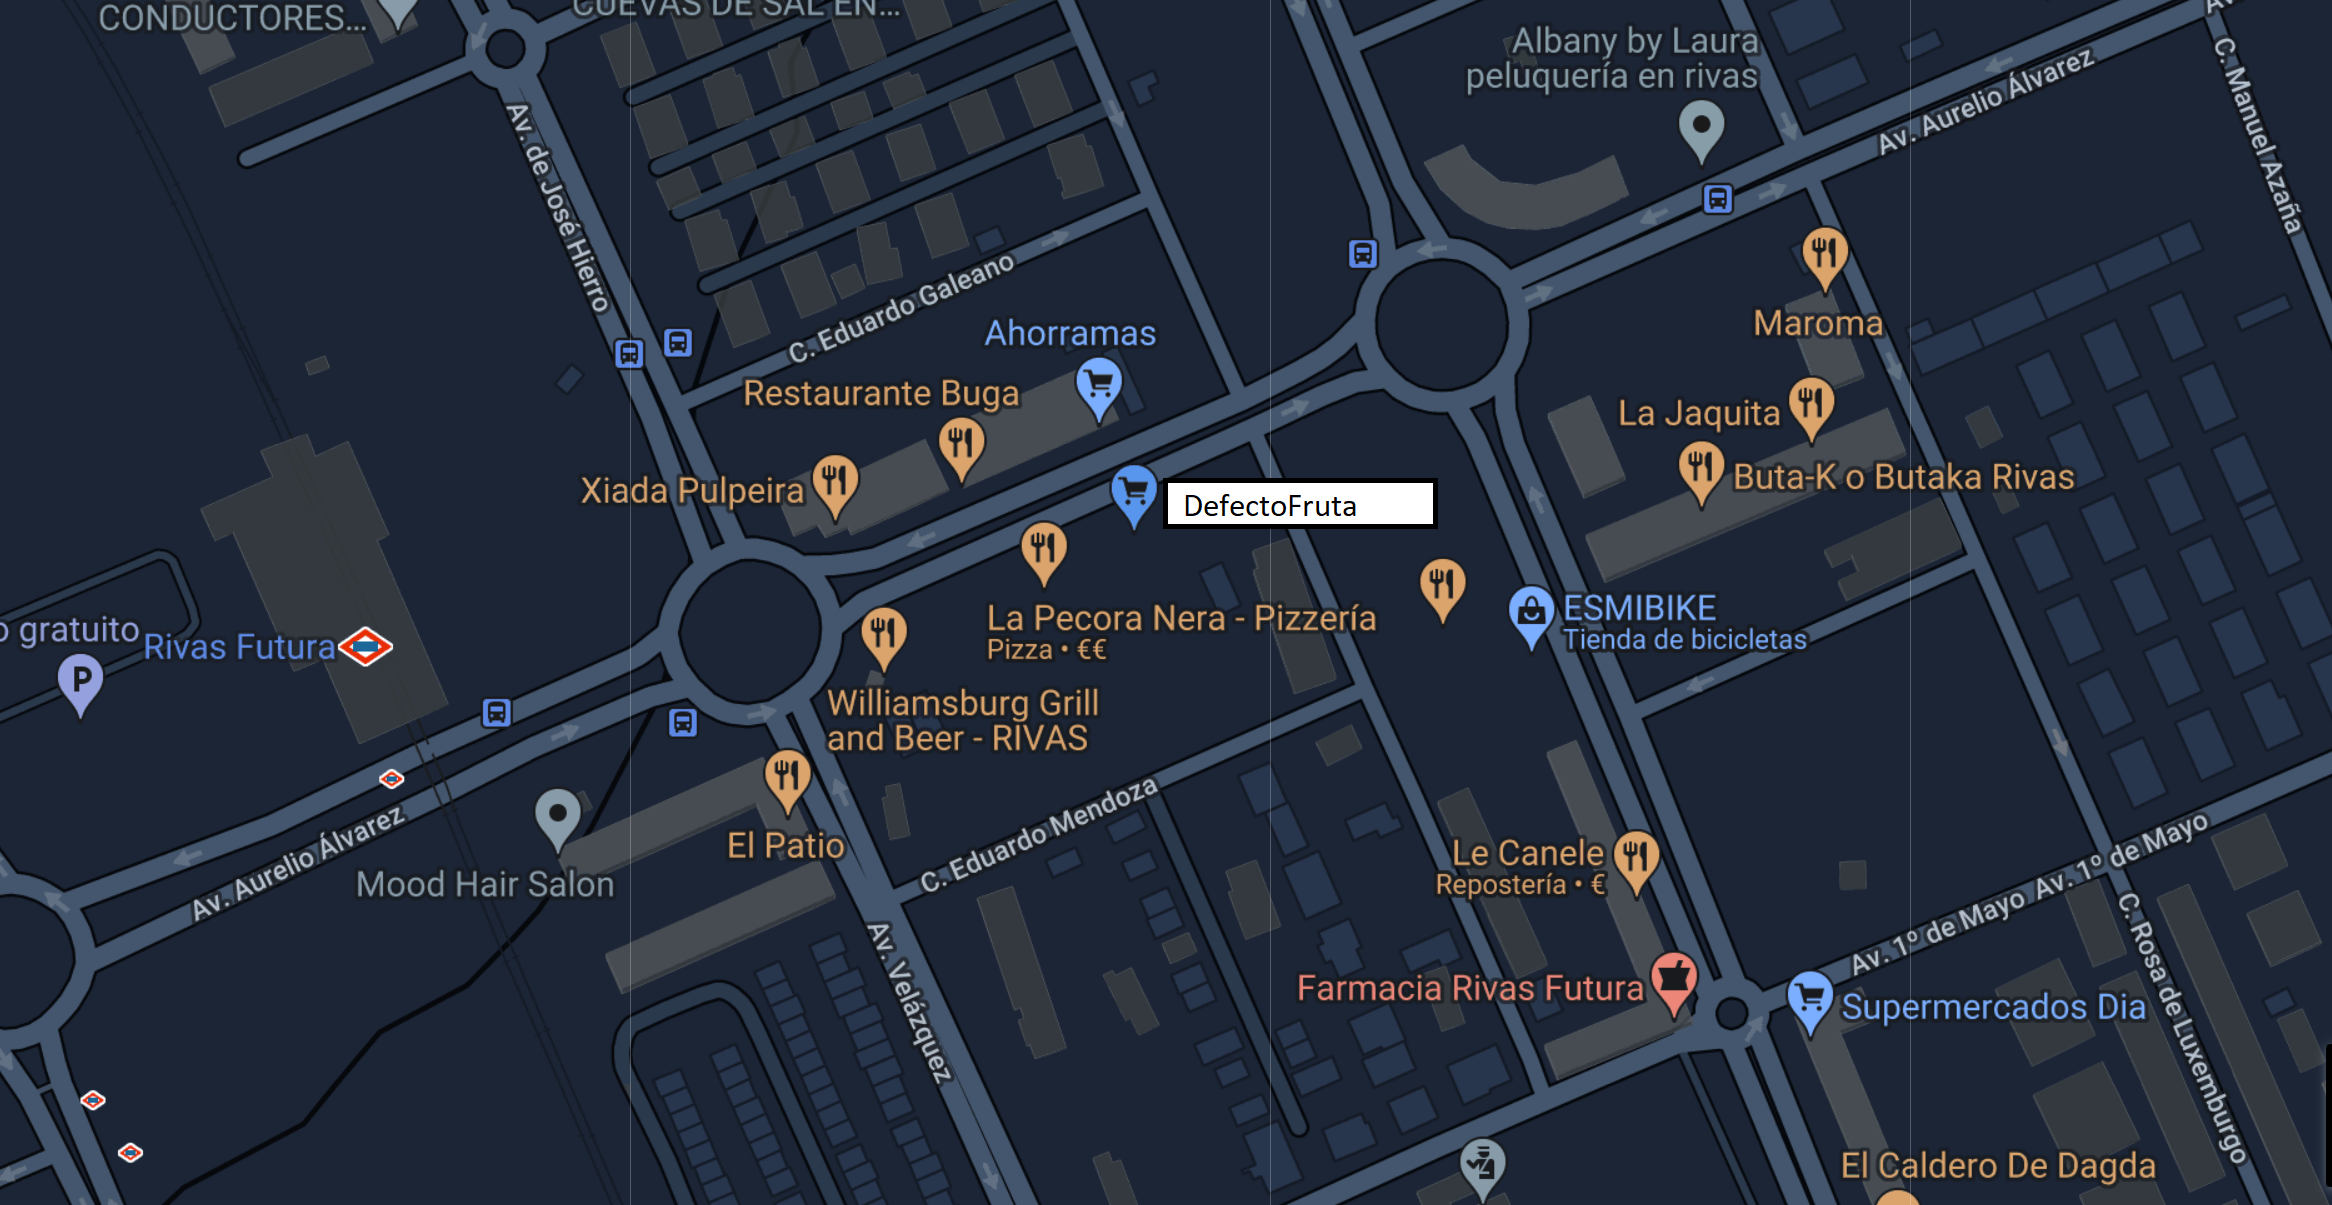 CONDUCTORES...
CUEVAS DE SAL EN...
Albany by Laura
peluquería en rivas
Av. Aurelio Álvarez
C. Manuel Azaña
Av. de José Hierro
C. Eduardo Galeano
Ahorramas
Restaurante Buga
Xiada Pulpeira
DefectoFruta
Maroma
La Jaquita
Buta-K o Butaka Rivas
ESMIBIKE
Tienda de bicicletas
La Pecora Nera - Pizzería
Pizza • €€
Williamsburg Grill
and Beer - RIVAS
o gratuito
P
Rivas Futura
El Patio
Av. Aurelio Álvarez
Mood Hair Salon
C. Eduardo Mendoza
Av. Velázquez
Le Canele
Repostería • €
Av. 1º de Mayo
Av. 1º de Mayo
C. Rosa de Luxemburgo
Farmacia Rivas Futura
Supermercados Dia
El Caldero De Dagda